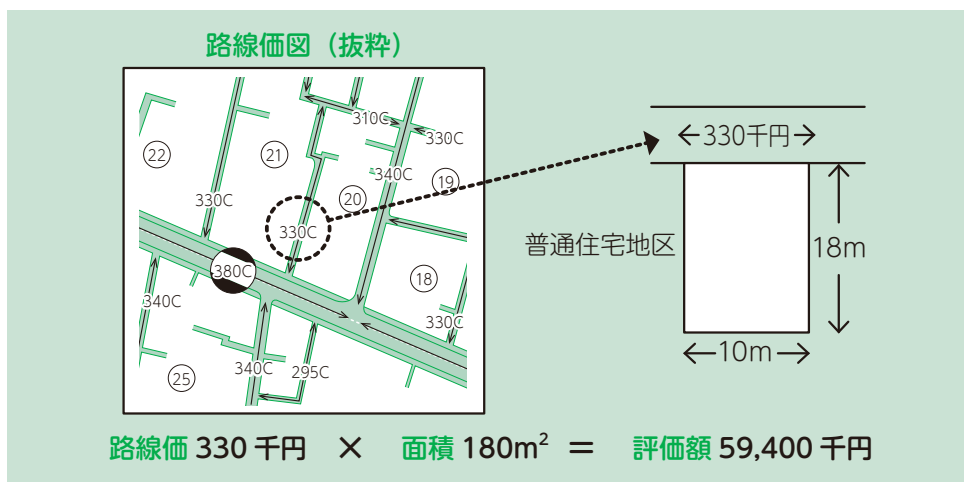 路線価図（抜粋）
310C
330C
22
21
340C
19
20
330C
330C
380C
18
340C
330C
340C
295C
25
330千円
普通住宅地区
18m
10m
路線価 330 千円 × 面積 180m² ＝ 評価額 59,400 千円